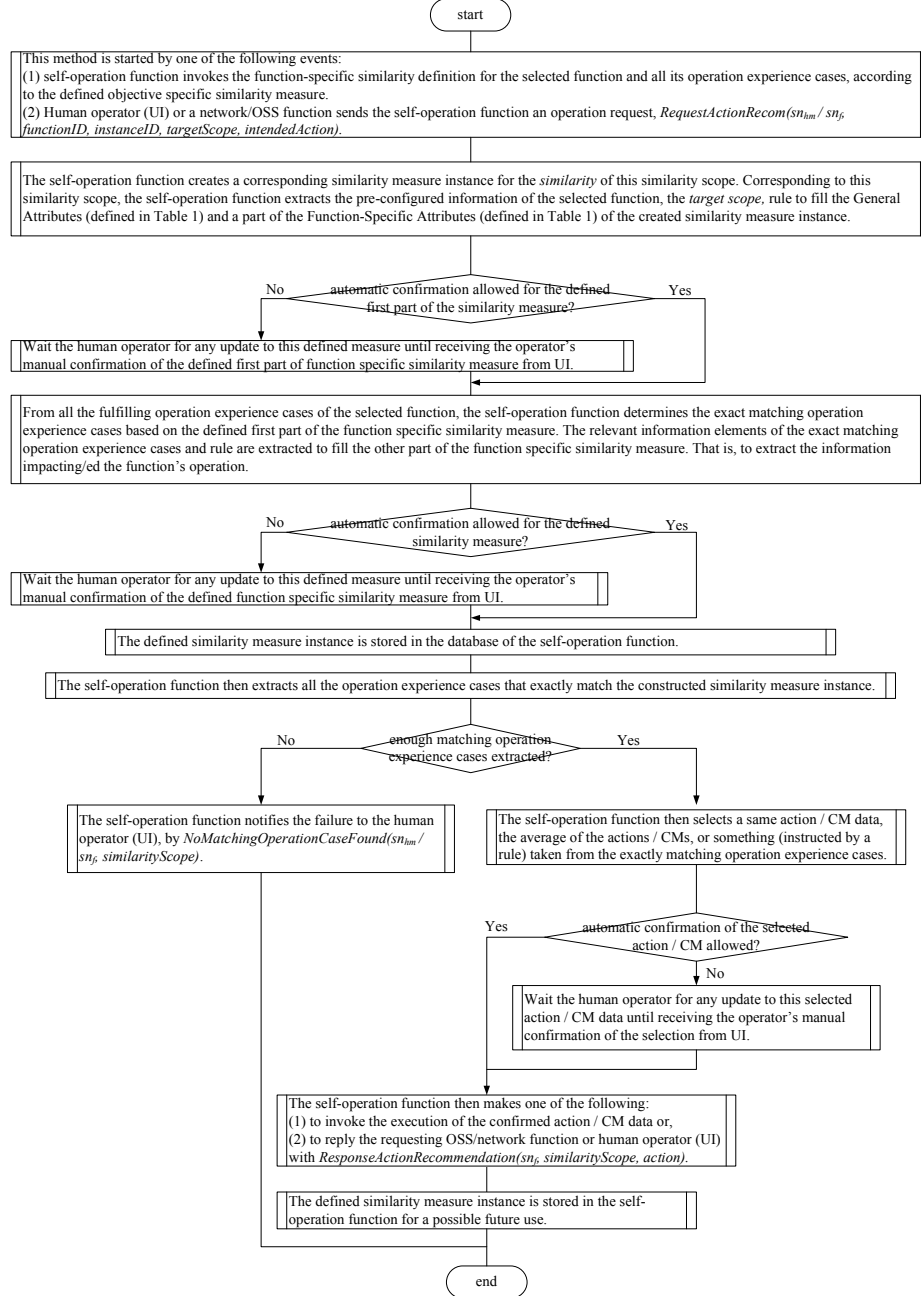 start
This method is started by one of the following events:
(1) self-operation function invokes the function-specific similarity definition for the selected function and all its operation experience cases, according
to the defined objective specific similarity measure.
(2) Human operator (UI) or a network/OSS function sends the self-operation function an operation request, RequestActionRecom(sn_hm / sn_f,
functionID, instanceID, targetScope, intendedAction).
The self-operation function creates a corresponding similarity measure instance for the similarity of this similarity scope. Corresponding to this
similarity scope, the self-operation function extracts the pre-configured information of the selected function, the target scope, rule to fill the General
Attributes (defined in Table 1) and a part of the Function-Specific Attributes (defined in Table 1) of the created similarity measure instance.
No
automatic confirmation allowed for the defined
first part of the similarity measure?
Yes
Wait the human operator for any update to this defined measure until receiving the operator's
manual confirmation of the defined first part of function specific similarity measure from UI.
From all the fulfilling operation experience cases of the selected function, the self-operation function determines the exact matching operation
experience cases based on the defined first part of the function specific similarity measure. The relevant information elements of the exact matching
operation experience cases and rule are extracted to fill the other part of the function specific similarity measure. That is, to extract the information
impacting/ed the function's operation.
No
automatic confirmation allowed for the defined
similarity measure?
Yes
Wait the human operator for any update to this defined measure until receiving the operator's
manual confirmation of the defined function specific similarity measure from UI.
The defined similarity measure instance is stored in the database of the self-operation function.
The self-operation function then extracts all the operation experience cases that exactly match the constructed similarity measure instance.
No
enough matching operation
experience cases extracted?
Yes
The self-operation function notifies the failure to the human
operator (UI), by NoMatchingOperationCaseFound(sn_hm /
sn_f, similarityScope).
The self-operation function then selects a same action / CM data,
the average of the actions / CMs, or something (instructed by a
rule) taken from the exactly matching operation experience cases.
Yes
automatic confirmation of the selected
action / CM allowed?
No
Wait the human operator for any update to this selected
action / CM data until receiving the operator's manual
confirmation of the selection from UI.
The self-operation function then makes one of the following:
(1) to invoke the execution of the confirmed action / CM data or,
(2) to reply the requesting OSS/network function or human operator (UI)
with ResponseActionRecommendation(sn_f, similarityScope, action).
The defined similarity measure instance is stored in the self-
operation function for a possible future use.
end